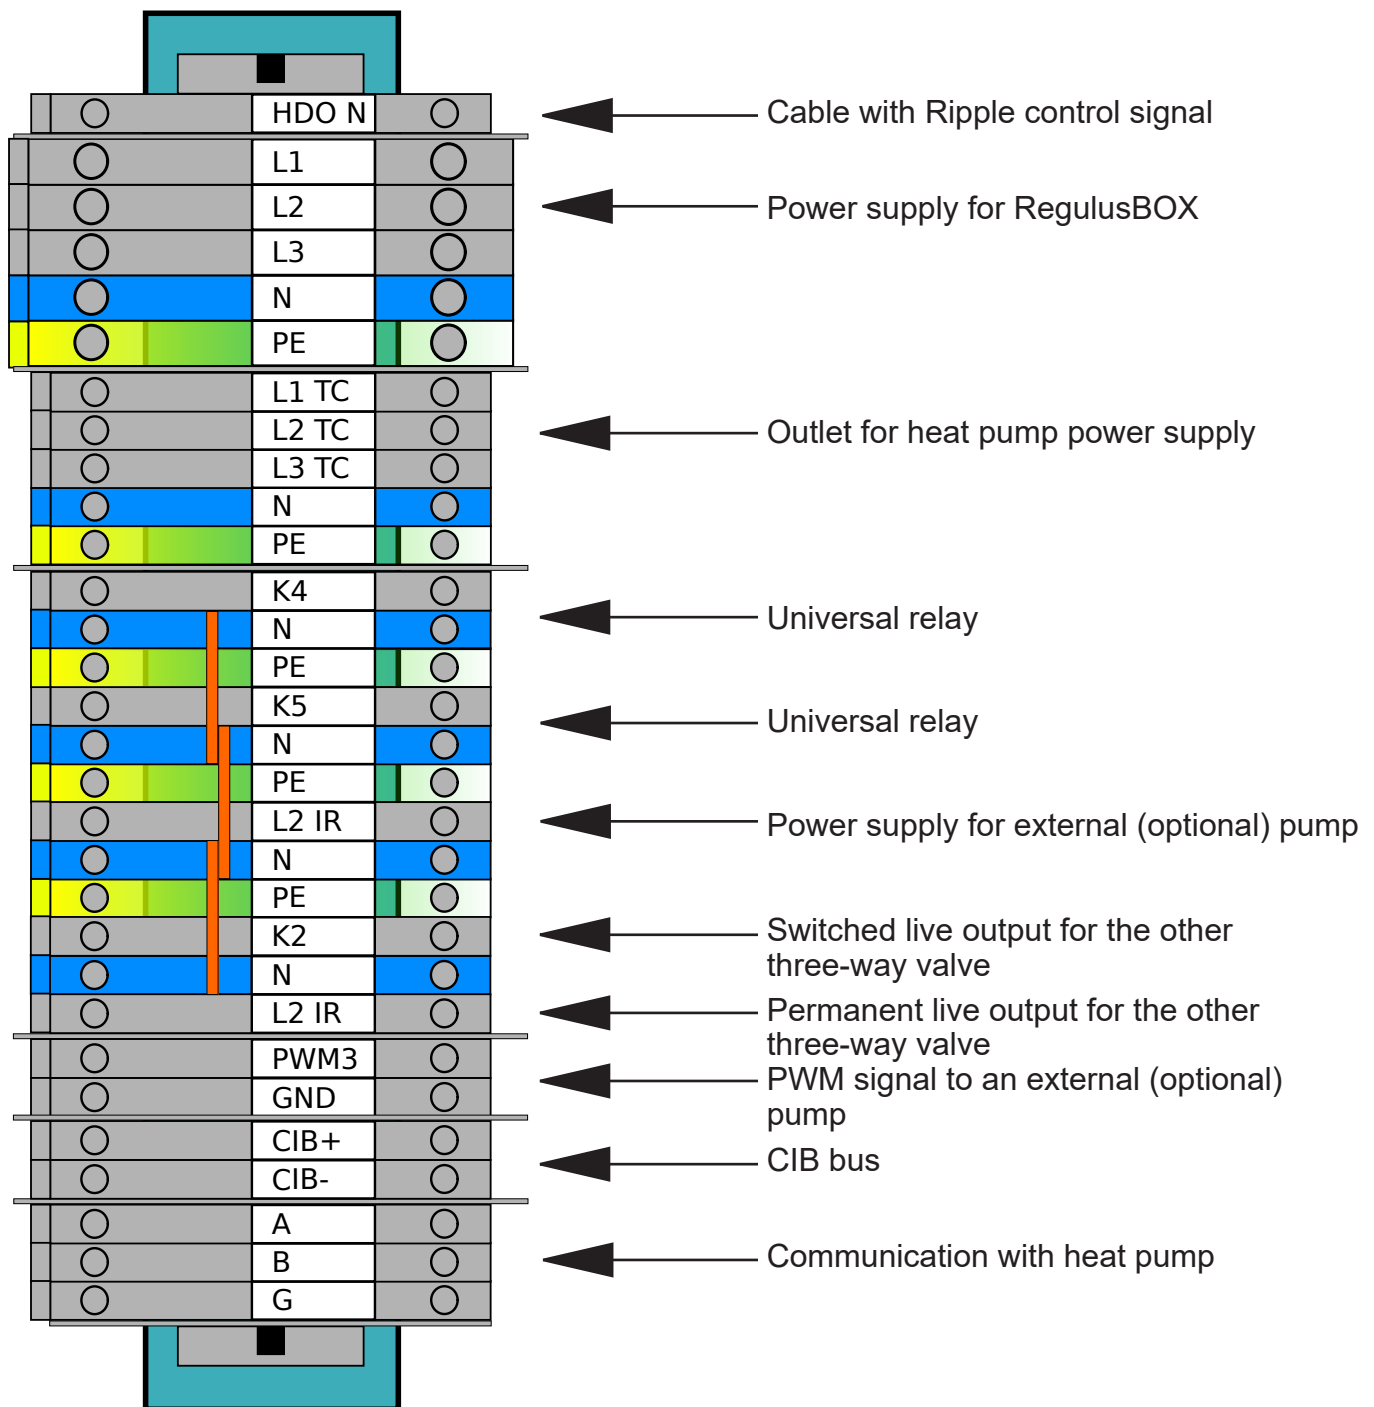 HDO N
Cable with Ripple control signal
L1
L2
Power supply for RegulusBOX
L3
N
PE
L1 TC
L2 TC
Outlet for heat pump power supply
L3 TC
N
PE
K4
N
Universal relay
PE
K5
Universal relay
N
PE
L2 IR
Power supply for external (optional) pump
N
PE
K2
Switched live output for the other
three-way valve
N
L2 IR
Permanent live output for the other
three-way valve
PWM3
PWM signal to an external (optional)
pump
GND
CIB+
CIB bus
CIB-
A
B
Communication with heat pump
G